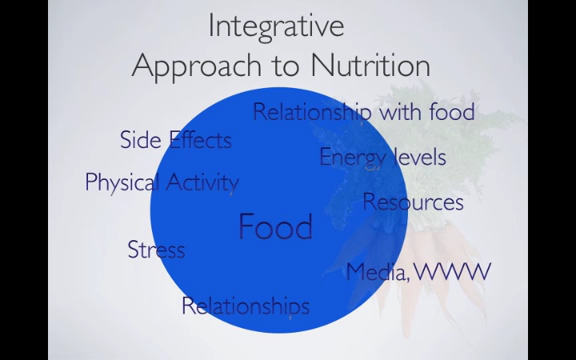 Integrative
Approach to Nutrition
Relationship with food
Side Effects
Energy levels
Physical Activity
Resources
Food
Stress
Media, WWW
Relationships